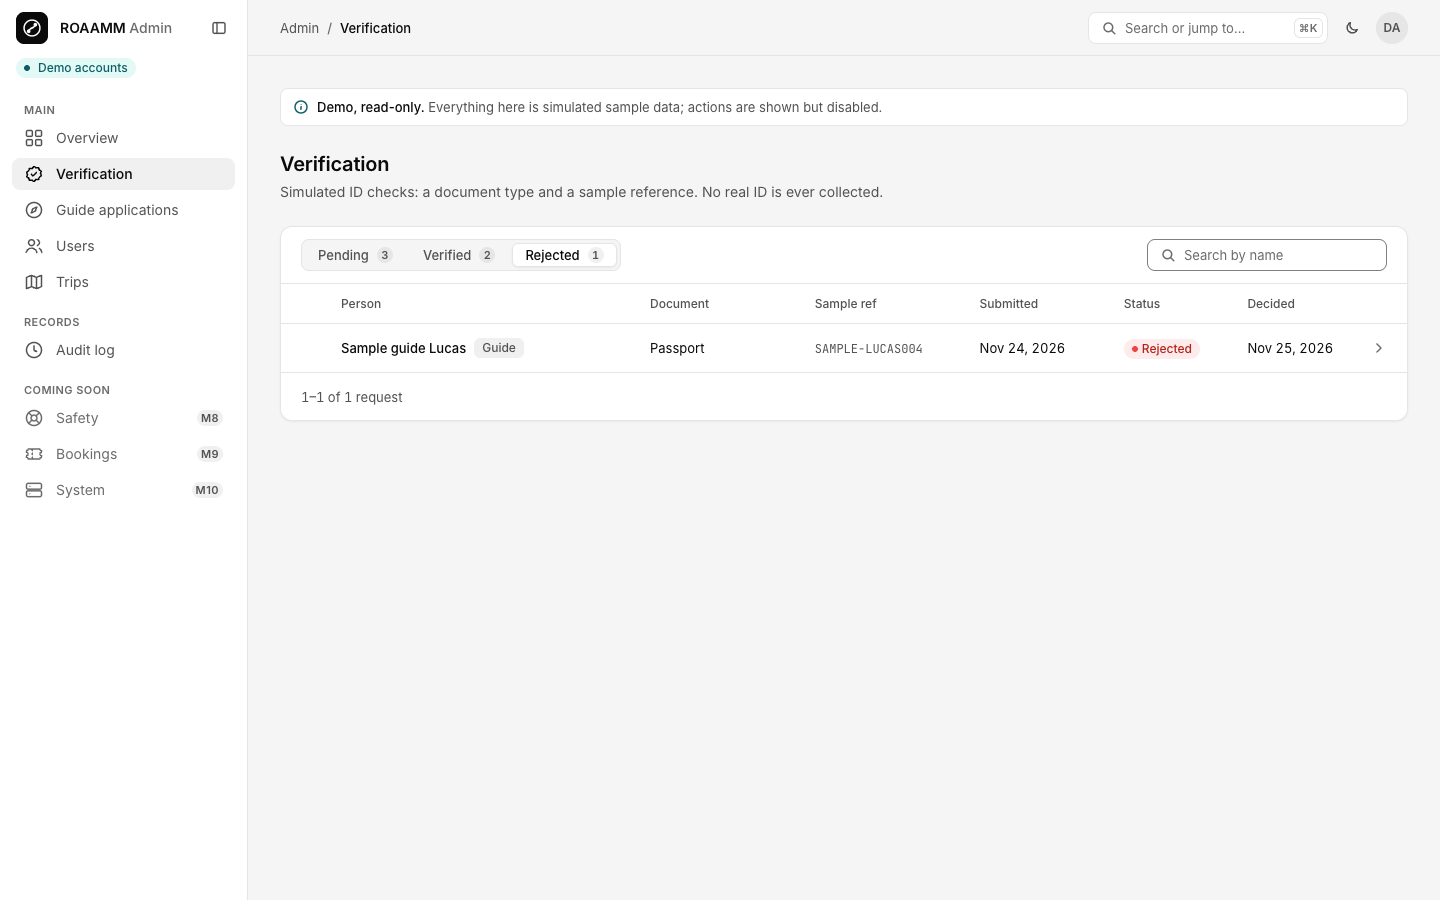 ROAAMM Admin
Demo accounts
MAIN
Overview
Verification
Guide applications
Users
Trips
RECORDS
Audit log
COMING SOON
Safety M8
Bookings M9
System M10
Admin / Verification
Search or jump to... ⌘K
DA
Demo, read-only. Everything here is simulated sample data; actions are shown but disabled.
Verification
Simulated ID checks: a document type and a sample reference. No real ID is ever collected.
Pending 3 Verified 2 Rejected 1
Search by name
Person Document Sample ref Submitted Status Decided
Sample guide Lucas Guide Passport SAMPLE-LUCAS004 Nov 24, 2026 Rejected Nov 25, 2026
1–1 of 1 request